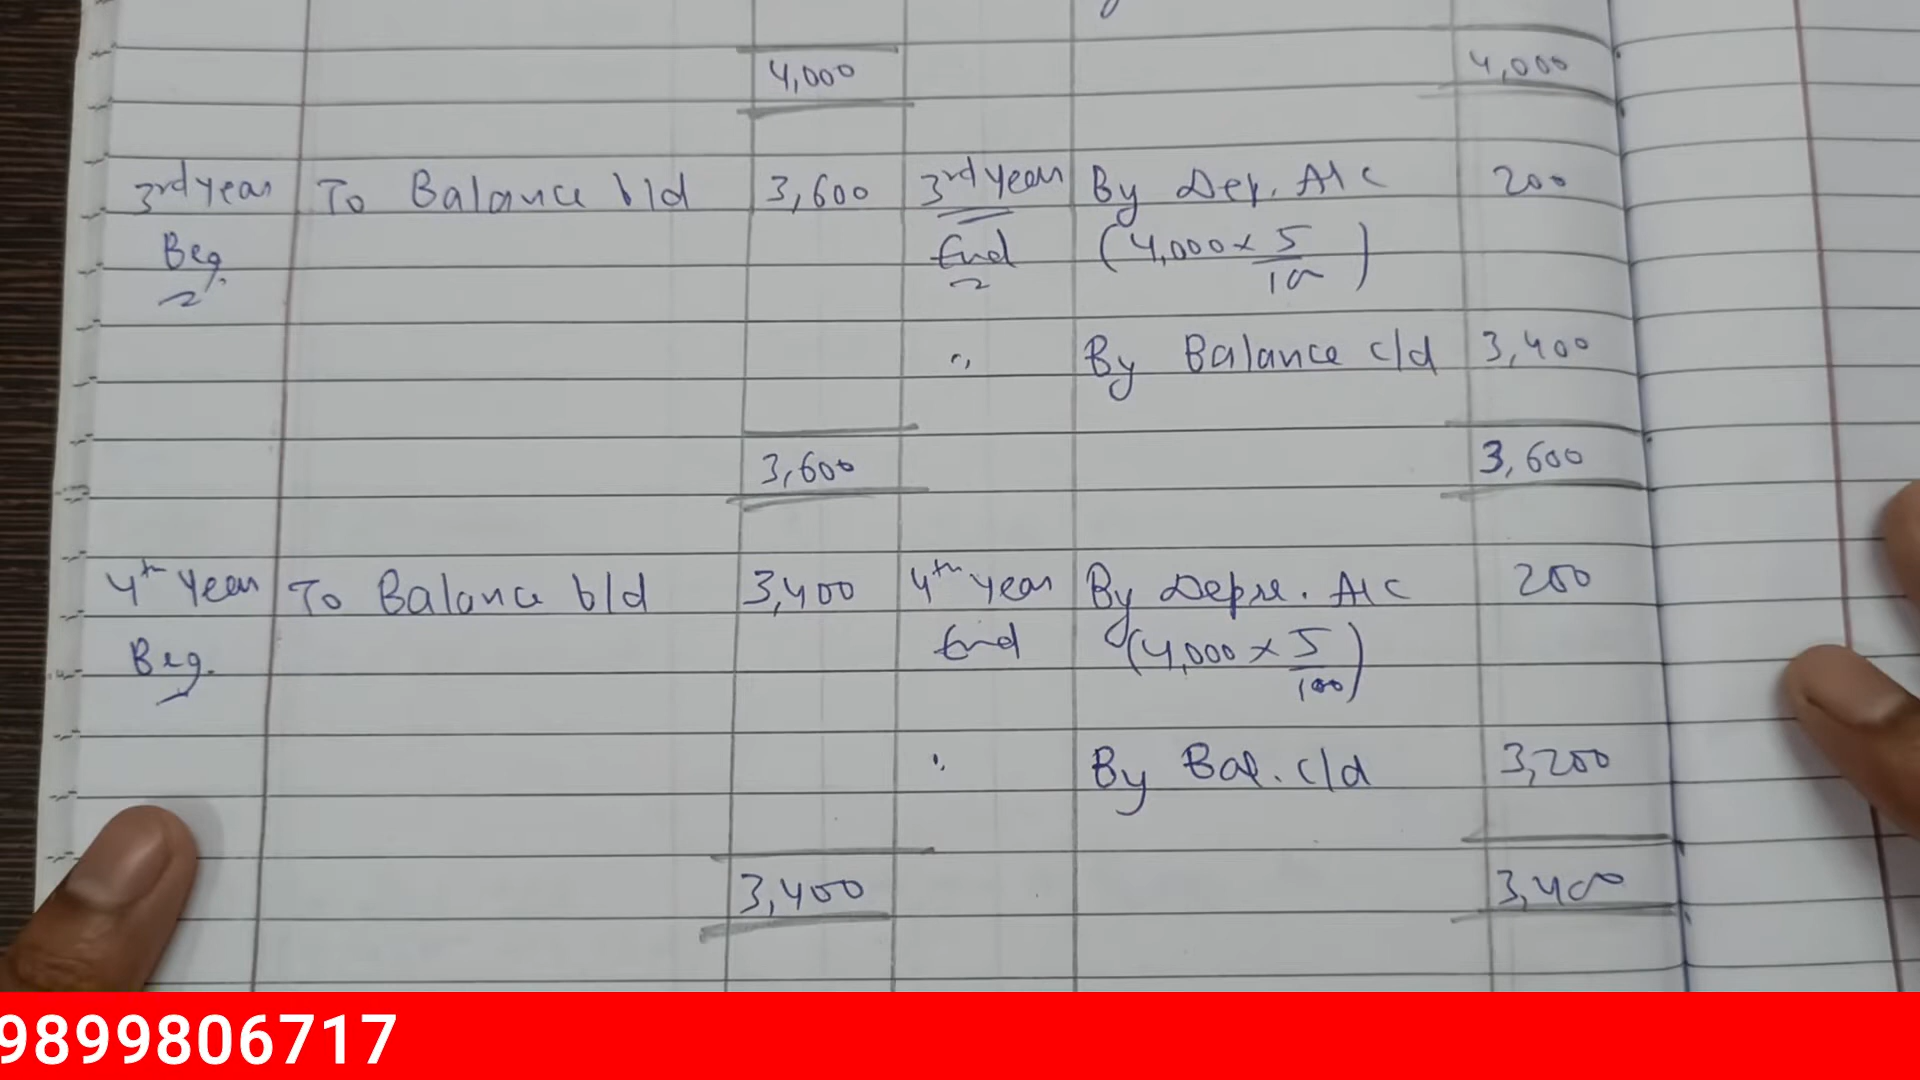 4,000 4,000
3rd Year To Balance b/d 3,600 3rd Year By Dep. A/c 200
Beg. End (4,000 × 5/100)
" By Balance c/d 3,400
3,600 3,600
4th Year To Balance b/d 3,400 4th Year By Depre. A/c 200
Beg. End (4,000 × 5/100)
" By Bal. c/d 3,200
3,400 3,400
9899806717